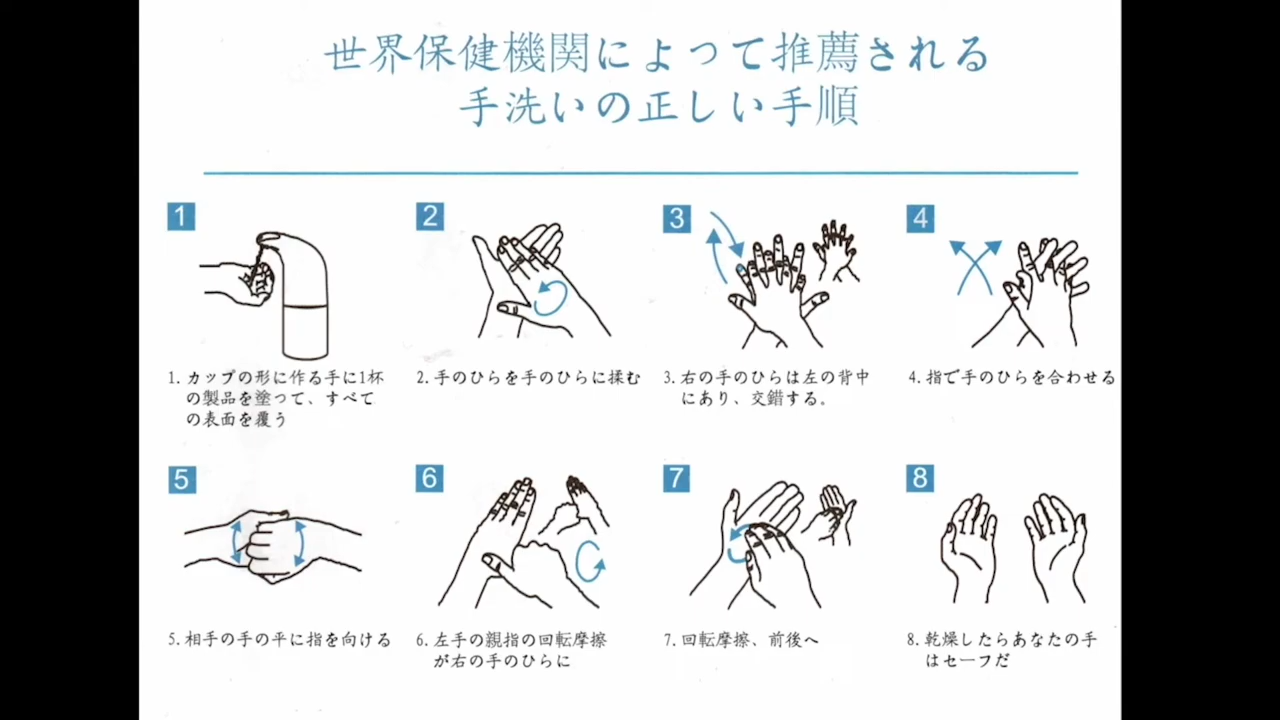 世界保健機関によって推薦される
手洗いの正しい手順
1
2
3
4
1. カップの形に作る手に1杯
の製品を塗つて、すべて
の表面を覆う
2. 手のひらを手のひらに揉む
3. 右の手のひらは左の背中
にあり、交錯する。
4. 指で手のひらを合わせる
5
6
7
8
5. 相手の手の平に指を向ける
6. 左手の親指の回転摩擦
が右の手のひらに
7. 回転摩擦、前後へ
8. 乾燥したらあなたの手
はセーフだ